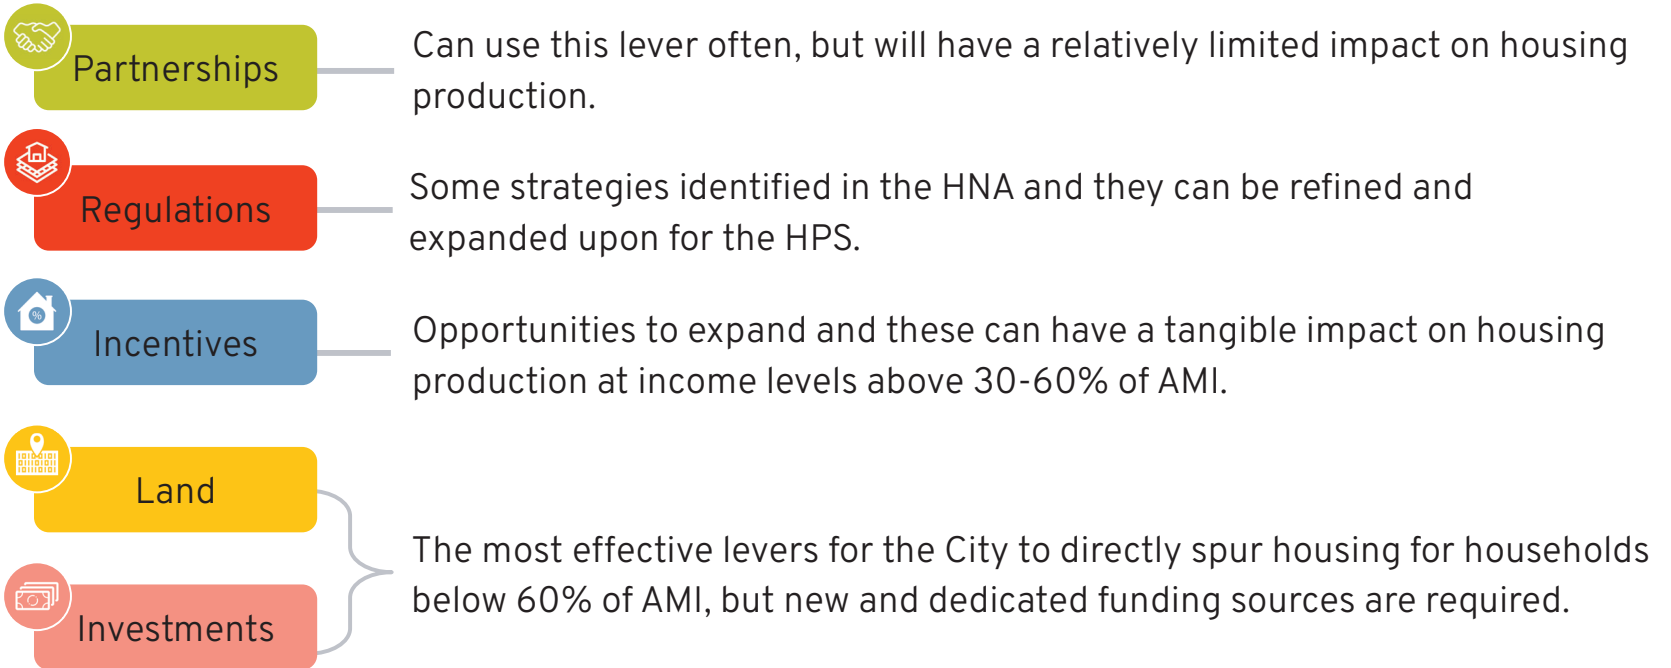 Partnerships
Can use this lever often, but will have a relatively limited impact on housing
production.
Regulations
Some strategies identified in the HNA and they can be refined and
expanded upon for the HPS.
%
Incentives
Opportunities to expand and these can have a tangible impact on housing
production at income levels above 30-60% of AMI.
Land
Investments
The most effective levers for the City to directly spur housing for households
below 60% of AMI, but new and dedicated funding sources are required.